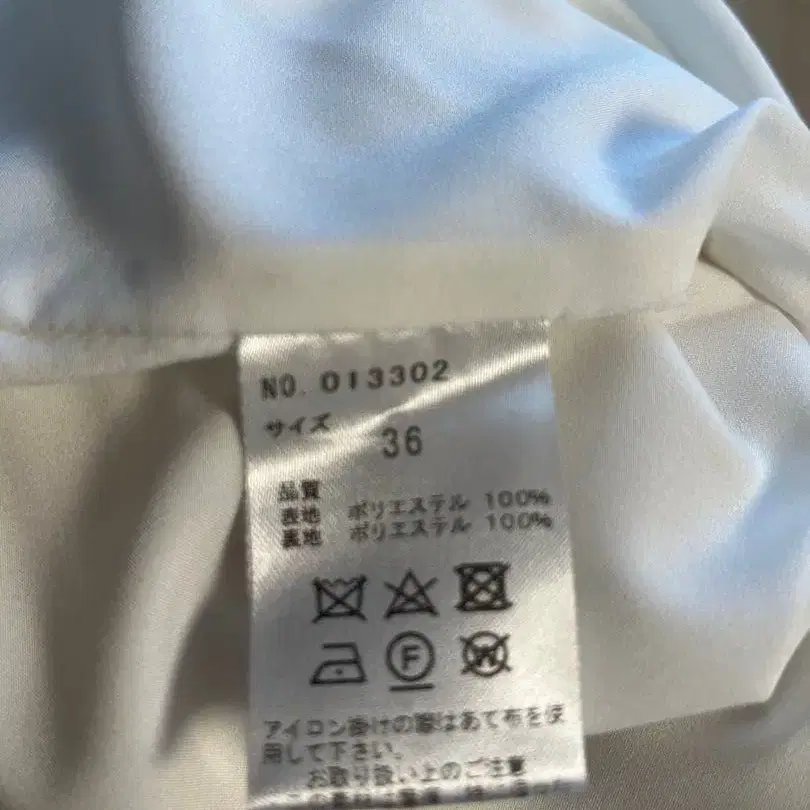 NO. 013302
サイズ 36
品質
表地 ポリエステル 100%
裏地 ポリエステル 100%
F
W
アイロン掛けの際はあて布を使
用して下さい。
お取り扱い上のご注意